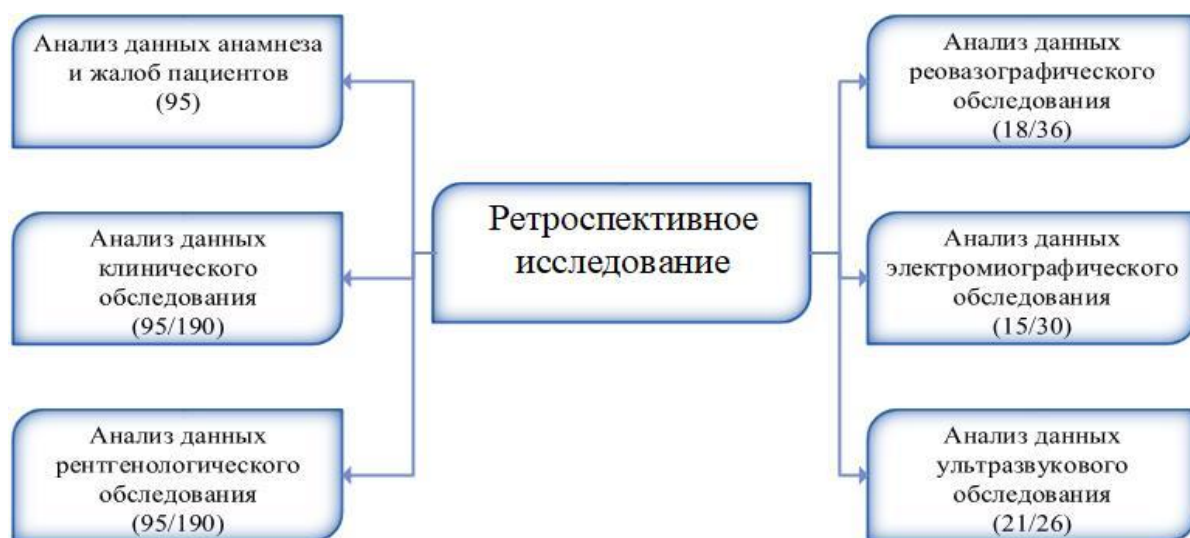 Анализ данных анамнеза
и жалоб пациентов
(95)
Анализ данных
клинического
обследования
(95/190)
Анализ данных
рентгенологического
обследования
(95/190)
Ретроспективное
исследование
Анализ данных
реовазографического
обследования
(18/36)
Анализ данных
электромиографического
обследования
(15/30)
Анализ данных
ультразвукового
обследования
(21/26)